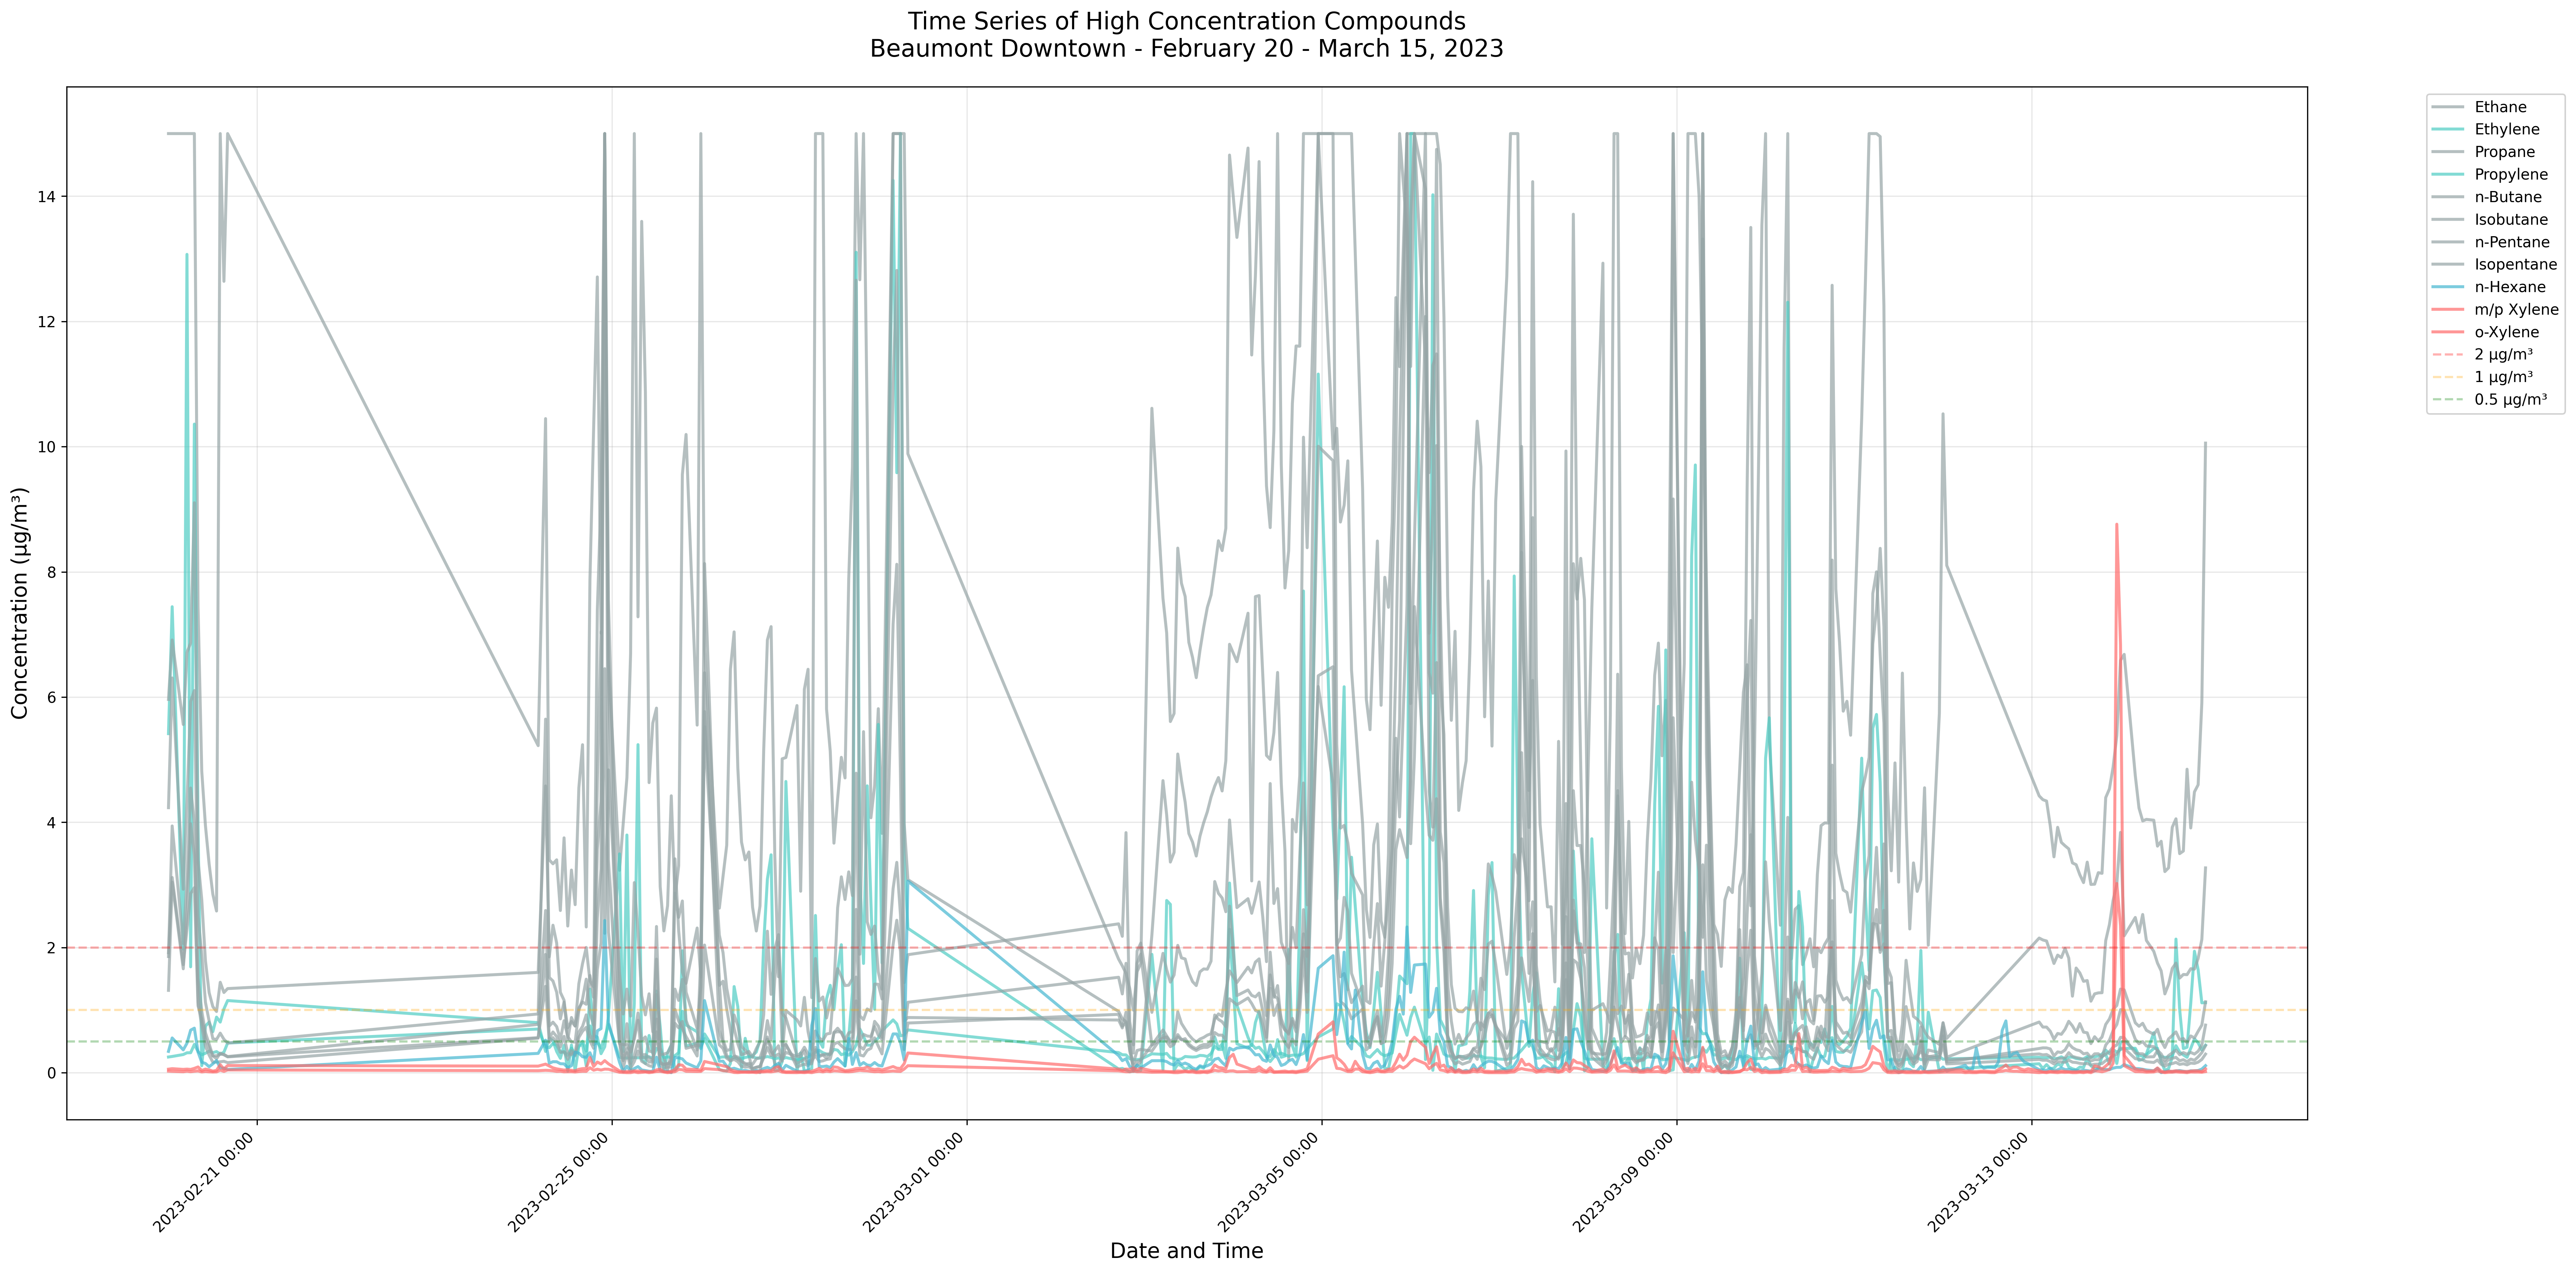 Time Series of High Concentration Compounds
Beaumont Downtown - February 20 - March 15, 2023
Concentration (µg/m³)
14
12
10
8
6
4
2
0
2023-02-21 00:00
2023-02-25 00:00
2023-03-01 00:00
2023-03-05 00:00
2023-03-09 00:00
2023-03-13 00:00
Date and Time
Ethane
Ethylene
Propane
Propylene
n-Butane
Isobutane
n-Pentane
Isopentane
n-Hexane
m/p Xylene
o-Xylene
2 µg/m³
1 µg/m³
0.5 µg/m³